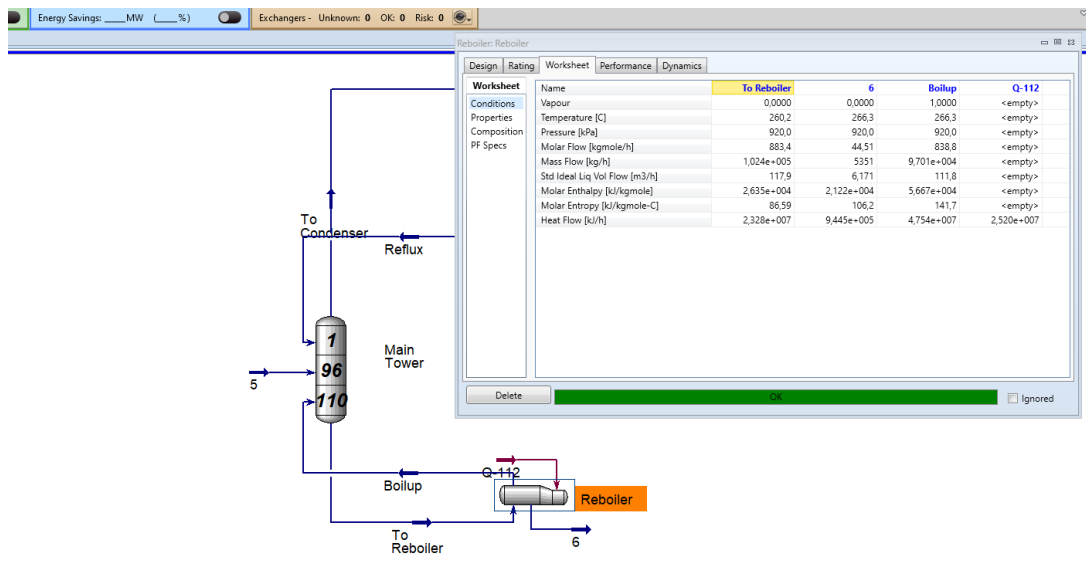 Energy Savings: ____MW (____%) Exchangers - Unknown: 0 OK: 0 Risk: 0
Reboiler: Reboiler
Design Rating Worksheet Performance Dynamics
Worksheet
Conditions
Properties
Composition
PF Specs
Name To Reboiler 6 Boilup Q-112
Vapour 0,0000 0,0000 1,0000 <empty>
Temperature [C] 260,2 266,3 266,3 <empty>
Pressure [kPa] 920,0 920,0 920,0 <empty>
Molar Flow [kgmole/h] 883,4 44,51 838,8 <empty>
Mass Flow [kg/h] 1,024e+005 5351 9,701e+004 <empty>
Std Ideal Liq Vol Flow [m3/h] 117,9 6,171 111,8 <empty>
Molar Enthalpy [kJ/kgmole] 2,635e+004 2,122e+004 5,667e+004 <empty>
Molar Entropy [kJ/kgmole-C] 86,59 106,2 141,7 <empty>
Heat Flow [kJ/h] 2,328e+007 9,445e+005 4,754e+007 2,520e+007
Delete OK Ignored
To
Condenser
Reflux
1
96
110
Main
Tower
5
Boilup
Q-112
Reboiler
To
Reboiler
6